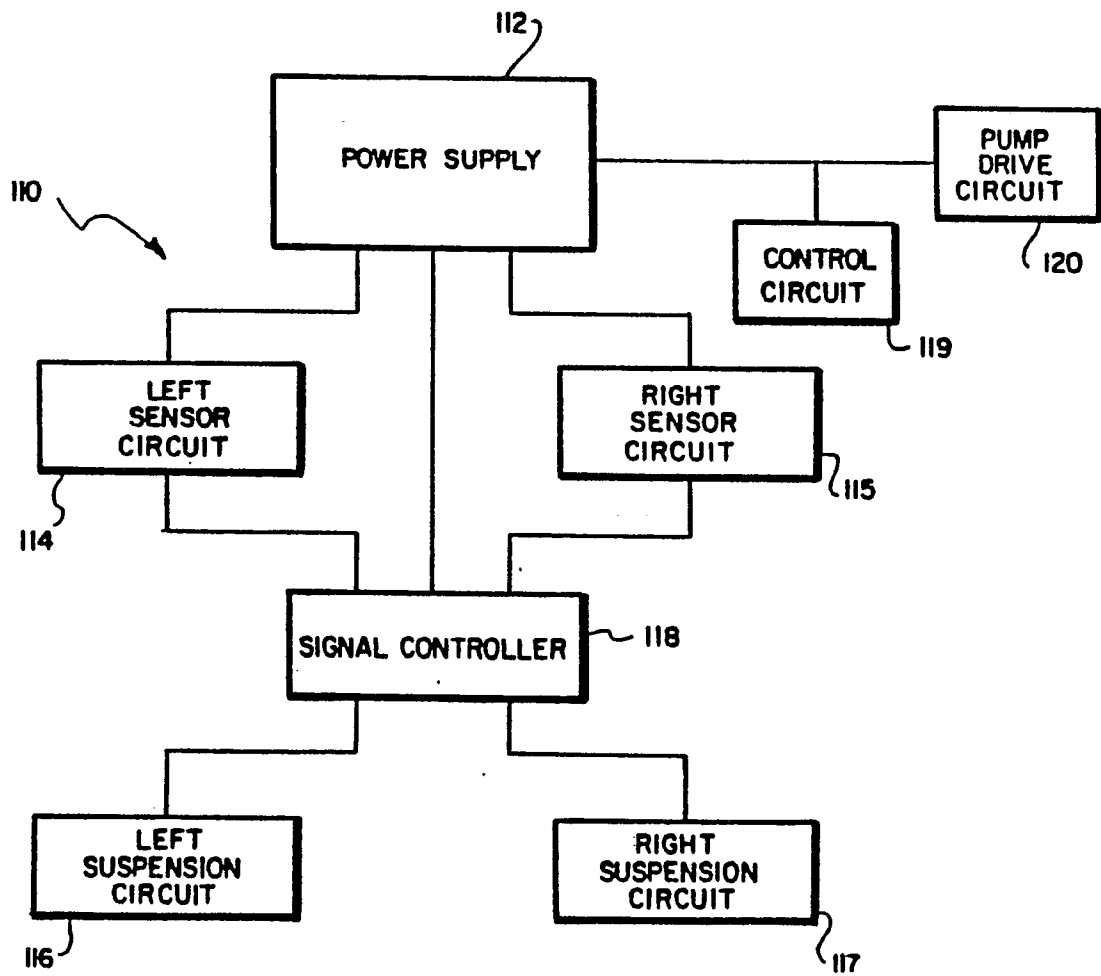 112
POWER SUPPLY
PUMP
DRIVE
CIRCUIT
120
110
CONTROL
CIRCUIT
119
LEFT
SENSOR
CIRCUIT
114
RIGHT
SENSOR
CIRCUIT
115
SIGNAL CONTROLLER
118
LEFT
SUSPENSION
CIRCUIT
116
RIGHT
SUSPENSION
CIRCUIT
117